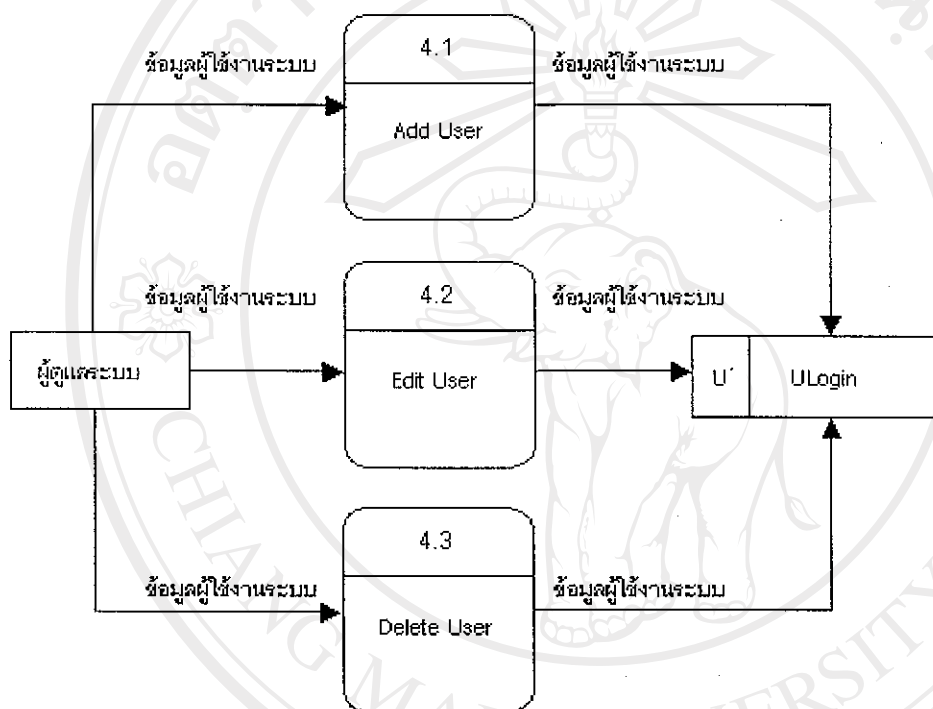 4.1
ข้อมูลผู้ใช้งานระบบ
ข้อมูลผู้ใช้งานระบบ
Add User
4.2
ข้อมูลผู้ใช้งานระบบ
ข้อมูลผู้ใช้งานระบบ
ผู้ดูแลระบบ
Edit User
ULogin
4.3
ข้อมูลผู้ใช้งานระบบ
ข้อมูลผู้ใช้งานระบบ
Delete User